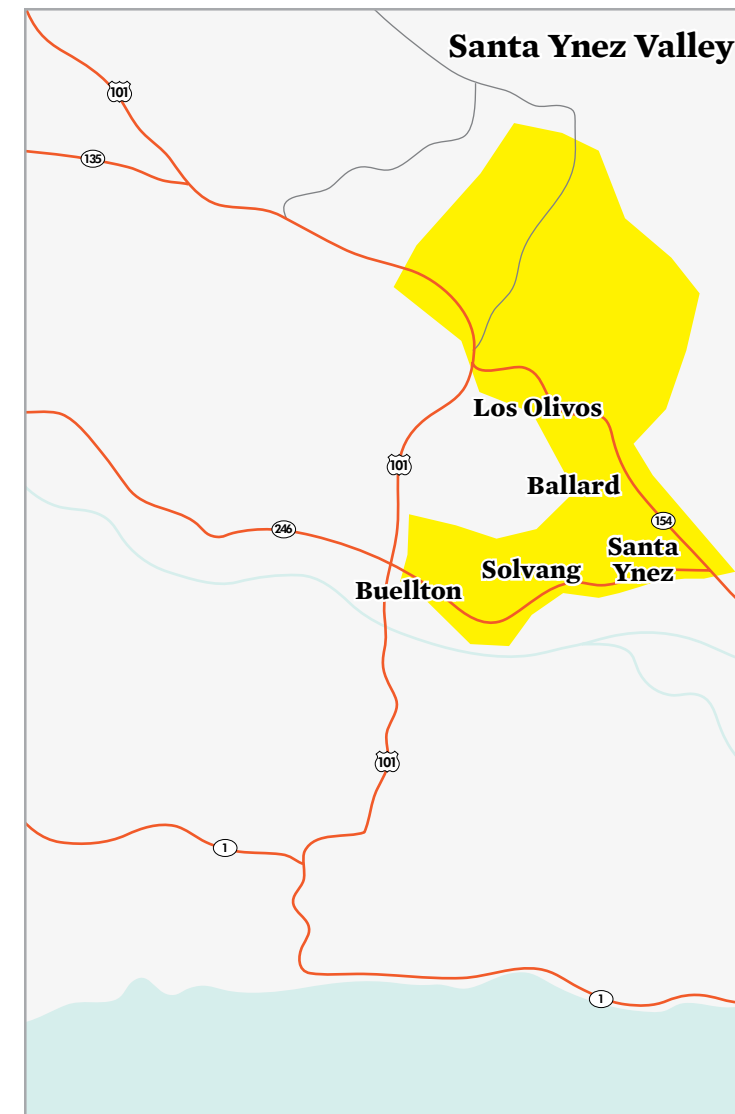 Santa Ynez Valley
101
135
Los Olivos
101
Ballard
154
246
Santa
Ynez
Solvang
Buellton
101
1
1